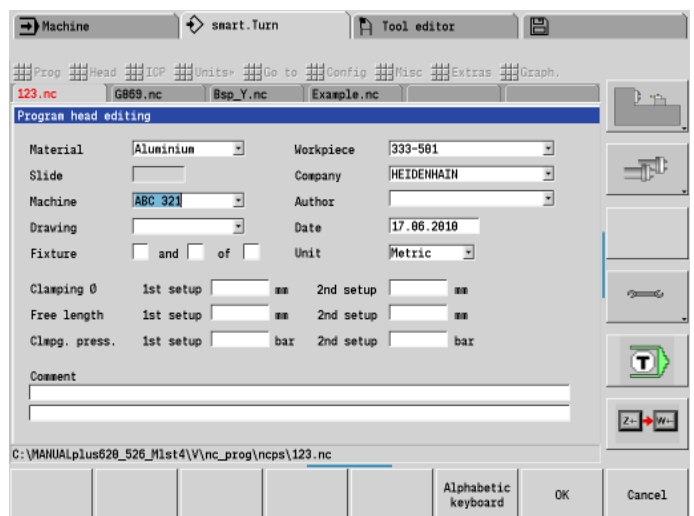 Machine smart.Turn Tool editor
Prog Head ICP Units» Go to Config Misc Extras Graph.
123.nc G869.nc Bsp_Y.nc Example.nc
Program head editing
Material Aluminium Workpiece 333-501
Slide Company HEIDENHAIN
Machine ABC 321 Author
Drawing Date 17.06.2010
Fixture and of Unit Metric
Clamping Ø 1st setup mm 2nd setup mm
Free length 1st setup mm 2nd setup mm
Clmpg. press. 1st setup bar 2nd setup bar
T
Comment
Z← W←
C:\MANUALplus620_526_Mlst4\V\nc_prog\ncps\123.nc
Alphabetic
keyboard OK Cancel